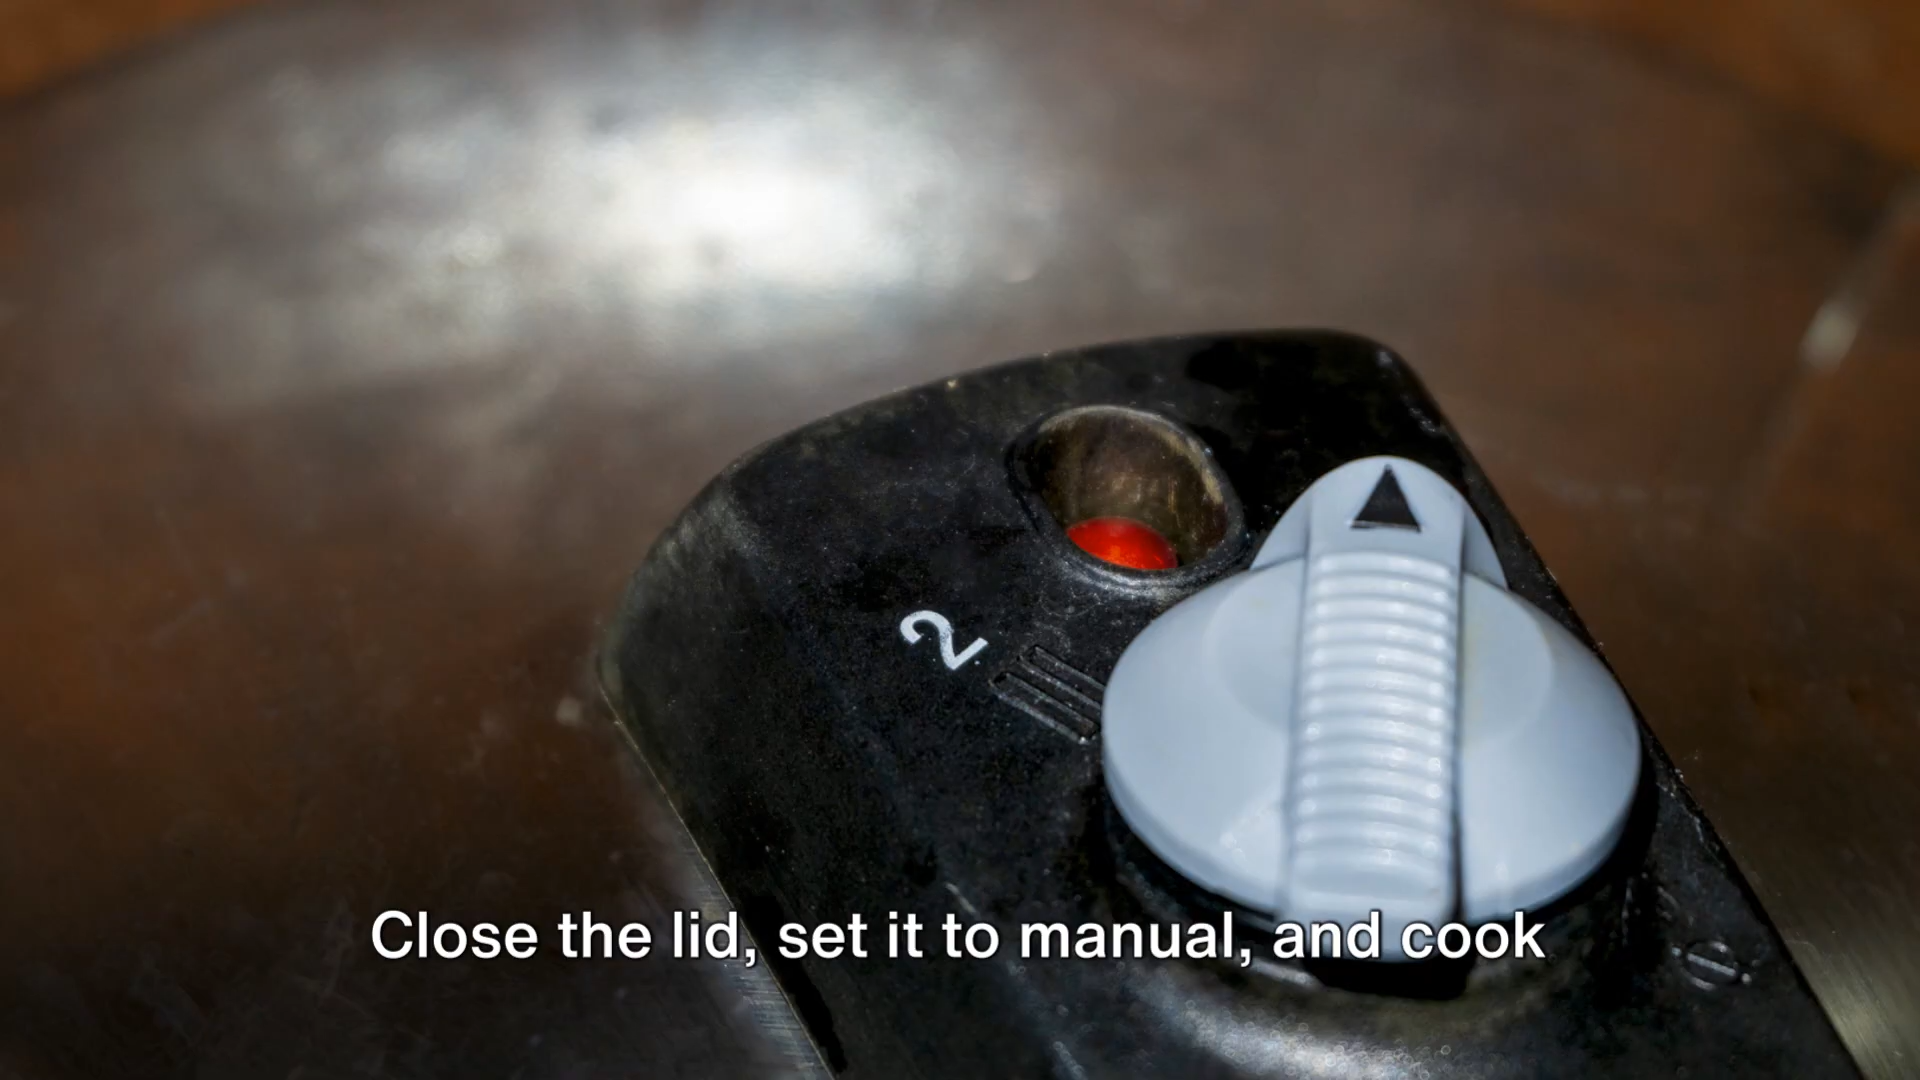 2
Close the lid, set it to manual, and cook